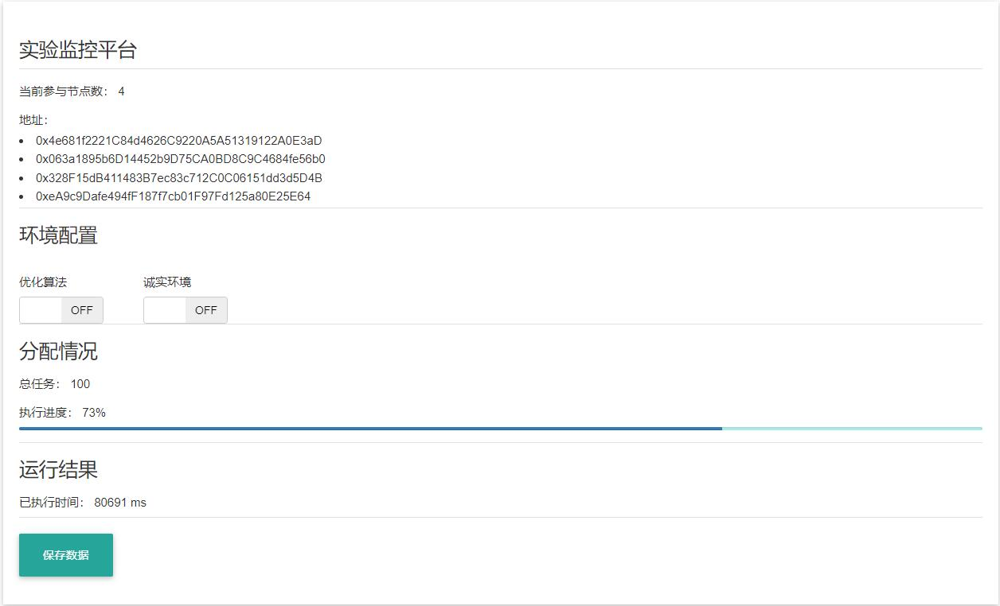 实验监控平台
当前参与节点数： 4
地址：
0x4e681f2221C84d4626C9220A5A51319122A0E3aD
0x063a1895b6D14452b9D75CA0BD8C9C4684fe56b0
0x328F15dB411483B7ec83c712C0C06151dd3d5D4B
0xeA9c9Dafe494fF187f7cb01F97Fd125a80E25E64
环境配置
优化算法 诚实环境
OFF OFF
分配情况
总任务： 100
执行进度： 73%
运行结果
已执行时间： 80691 ms
保存数据